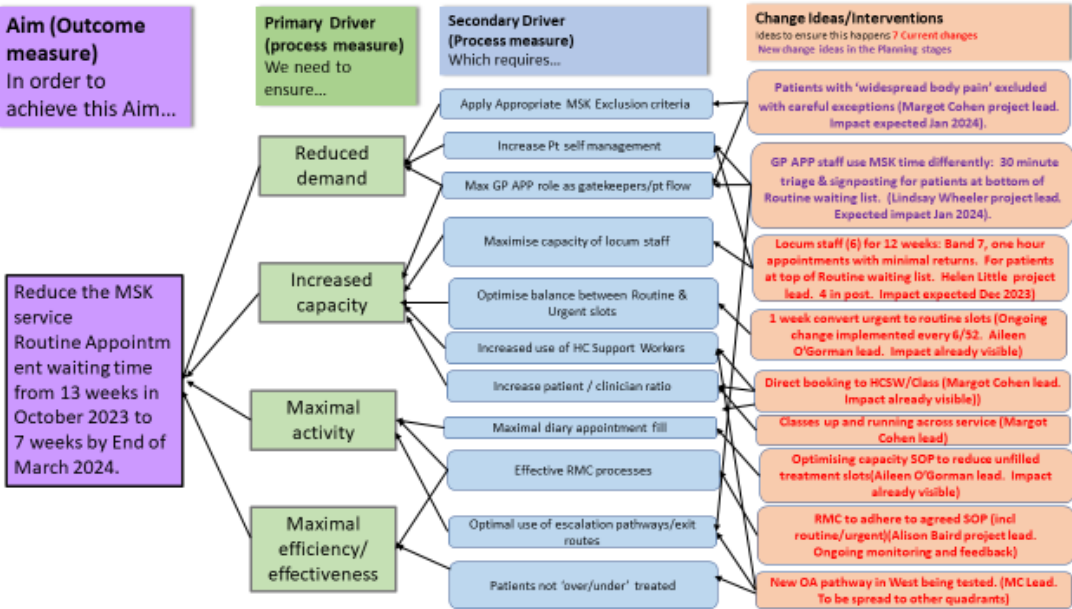 Aim (Outcome
measure)
In order to
achieve this Aim...
Primary Driver
(process measure)
We need to
ensure...
Secondary Driver
(Process measure)
Which requires...
Change Ideas/Interventions
Ideas to ensure this happens 7 Current changes
New change ideas in the Planning stages
Reduce the MSK
service
Routine Appointm
ent waiting time
from 13 weeks in
October 2023 to
7 weeks by End of
March 2024.
Reduced
demand
Increased
capacity
Maximal
activity
Maximal
efficiency/
effectiveness
Apply Appropriate MSK Exclusion criteria
Increase Pt self management
Max GP APP role as gatekeepers/pt flow
Maximise capacity of locum staff
Optimise balance between Routine &
Urgent slots
Increased use of HC Support Workers
Increase patient / clinician ratio
Maximal diary appointment fill
Effective RMC processes
Optimal use of escalation pathways/exit
routes
Patients not 'over/under' treated
Patients with 'widespread body pain' excluded
with careful exceptions (Margot Cohen project lead.
Impact expected Jan 2024).
GP APP staff use MSK time differently: 30 minute
triage & signposting for patients at bottom of
Routine waiting list. (Lindsay Wheeler project lead.
Expected impact Jan 2024).
Locum staff (6) for 12 weeks: Band 7, one hour
appointments with minimal returns. For patients
at top of Routine waiting list. Helen Little project
lead. 4 in post. Impact expected Dec 2023)
1 week convert urgent to routine slots (Ongoing
change implemented every 6/52. Aileen
O'Gorman lead. Impact already visible)
Direct booking to HCSW/Class (Margot Cohen lead.
Impact already visible))
Classes up and running across service (Margot
Cohen lead)
Optimising capacity SOP to reduce unfilled
treatment slots(Aileen O'Gorman lead. Impact
already visible)
RMC to adhere to agreed SOP (incl
routine/urgent)(Alison Baird project lead.
Ongoing monitoring and feedback)
New OA pathway in West being tested. (MC Lead.
To be spread to other quadrants)